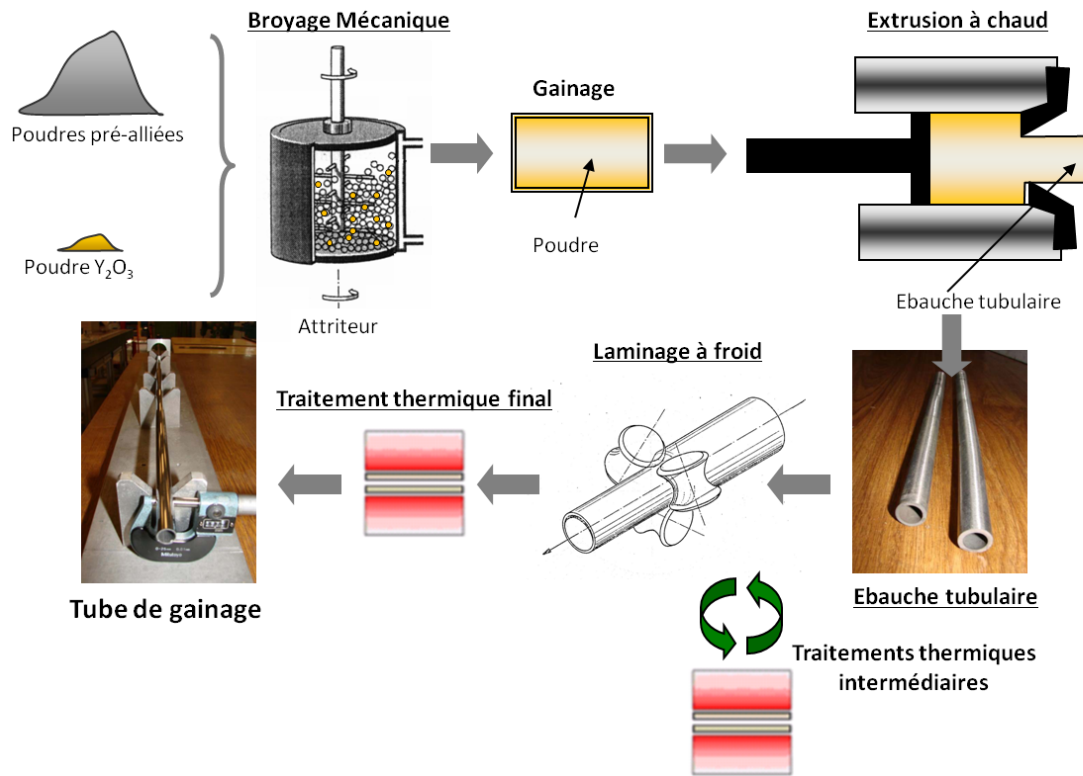 Broyage Mécanique
Extrusion à chaud
Gainage
Poudres pré-alliées
Poudre
Poudre Y₂O₃
Attriteur
Ebauche tubulaire
Laminage à froid
Traitement thermique final
Tube de gainage
Ebauche tubulaire
Traitements thermiques
intermédiaires